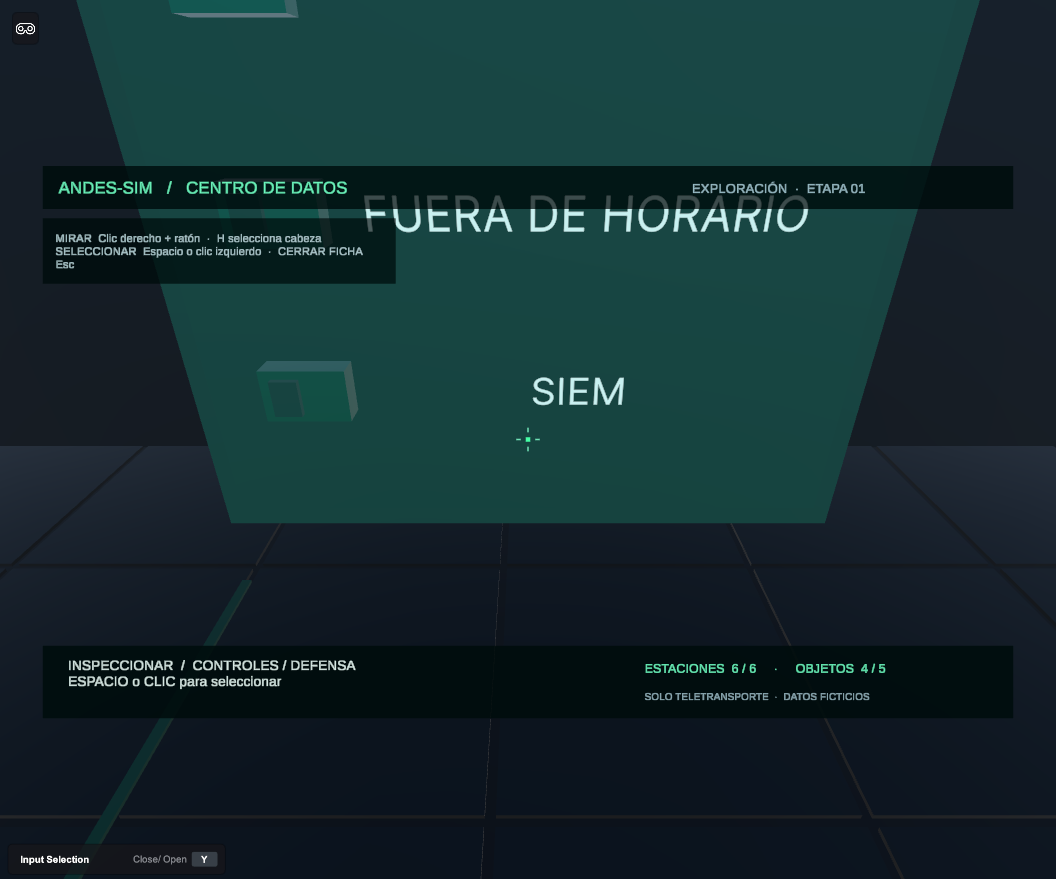 ANDES-SIM / CENTRO DE DATOS
EXPLORACIÓN · ETAPA 01
FUERA DE HORARIO
MIRAR Clic derecho + ratón · H selecciona cabeza
SELECCIONAR Espacio o clic izquierdo · CERRAR FICHA
Esc
SIEM
INSPECCIONAR / CONTROLES / DEFENSA
ESPACIO o CLIC para seleccionar
ESTACIONES 6 / 6 · OBJETOS 4 / 5
SOLO TELETRANSPORTE · DATOS FICTICIOS
Input Selection Close/ Open Y